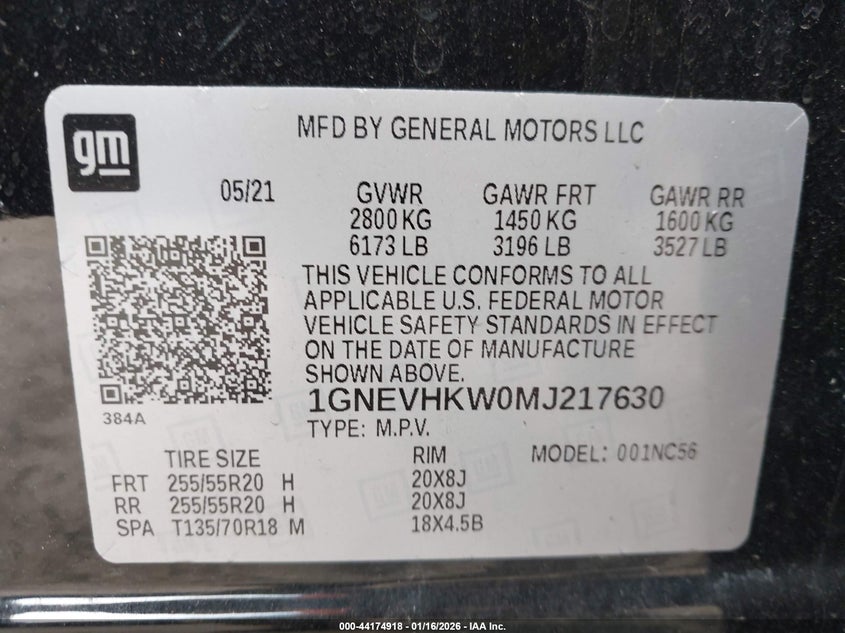 gm
MFD BY GENERAL MOTORS LLC
05/21 GVWR GAWR FRT GAWR RR
2800 KG 1450 KG 1600 KG
6173 LB 3196 LB 3527 LB
THIS VEHICLE CONFORMS TO ALL
APPLICABLE U.S. FEDERAL MOTOR
VEHICLE SAFETY STANDARDS IN EFFECT
ON THE DATE OF MANUFACTURE
SHOWN ABOVE.
384A
1GNEVHKW0MJ217630
TYPE: M.P.V.
TIRE SIZE RIM MODEL: 001NC56
FRT 255/55R20 H 20X8J
RR 255/55R20 H 20X8J
SPA T135/70R18 M 18X4.5B
000-44174918 - 01/16/2026 - IAA Inc.